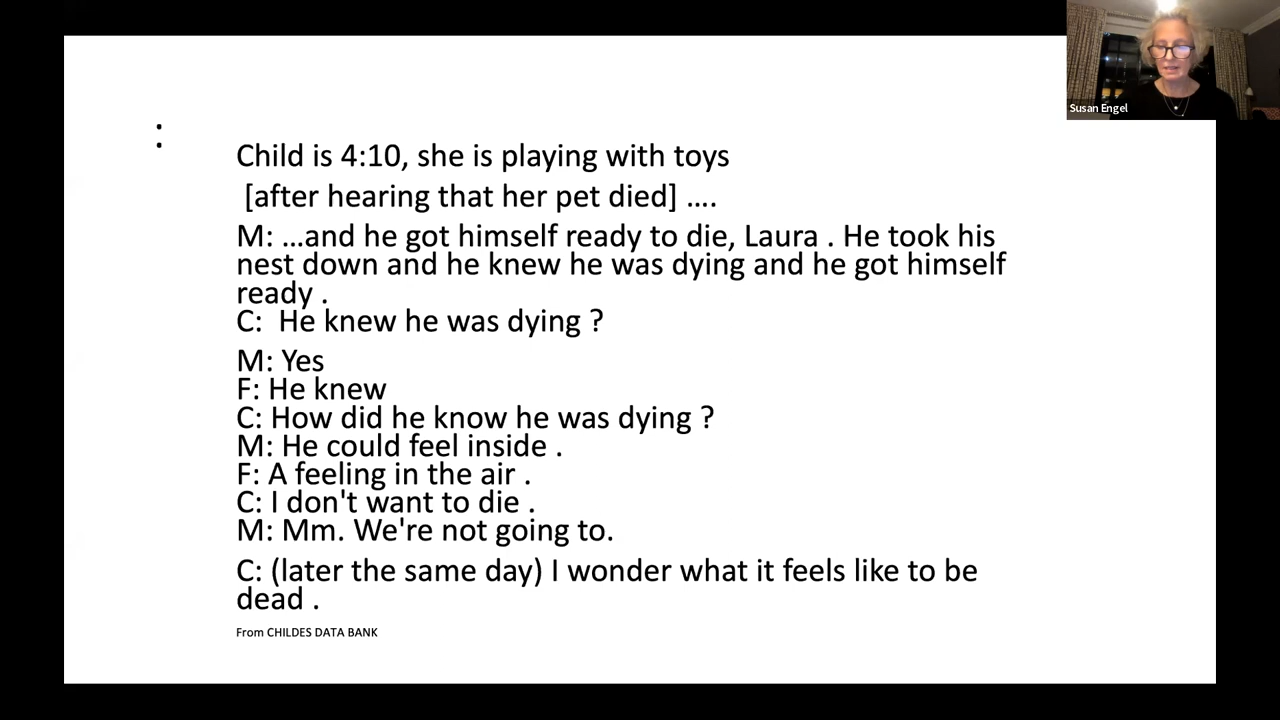 Susan Engel
:
:
Child is 4:10, she is playing with toys
[after hearing that her pet died] ….
M: …and he got himself ready to die, Laura . He took his
nest down and he knew he was dying and he got himself
ready .
C:  He knew he was dying ?
M: Yes
F: He knew
C: How did he know he was dying ?
M: He could feel inside .
F: A feeling in the air .
C: I don't want to die .
M: Mm. We're not going to.
C: (later the same day) I wonder what it feels like to be
dead .
From CHILDES DATA BANK